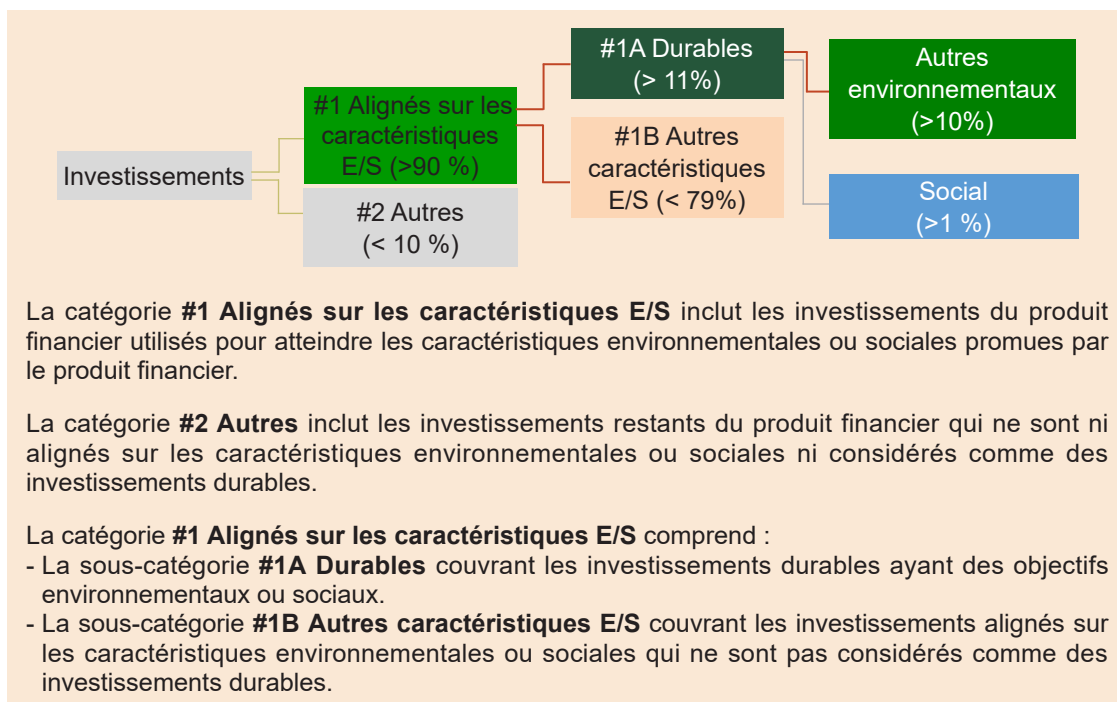 Investissements
#1 Alignés sur les
caractéristiques
E/S (>90 %)
#2 Autres
(< 10 %)
#1A Durables
(> 11%)
#1B Autres
caractéristiques
E/S (< 79%)
Autres
environnementaux
(>10%)
Social
(>1 %)
La catégorie #1 Alignés sur les caractéristiques E/S inclut les investissements du produit
financier utilisés pour atteindre les caractéristiques environnementales ou sociales promues par
le produit financier.
La catégorie #2 Autres inclut les investissements restants du produit financier qui ne sont ni
alignés sur les caractéristiques environnementales ou sociales ni considérés comme des
investissements durables.
La catégorie #1 Alignés sur les caractéristiques E/S comprend :
- La sous-catégorie #1A Durables couvrant les investissements durables ayant des objectifs
environnementaux ou sociaux.
- La sous-catégorie #1B Autres caractéristiques E/S couvrant les investissements alignés sur
les caractéristiques environnementales ou sociales qui ne sont pas considérés comme des
investissements durables.